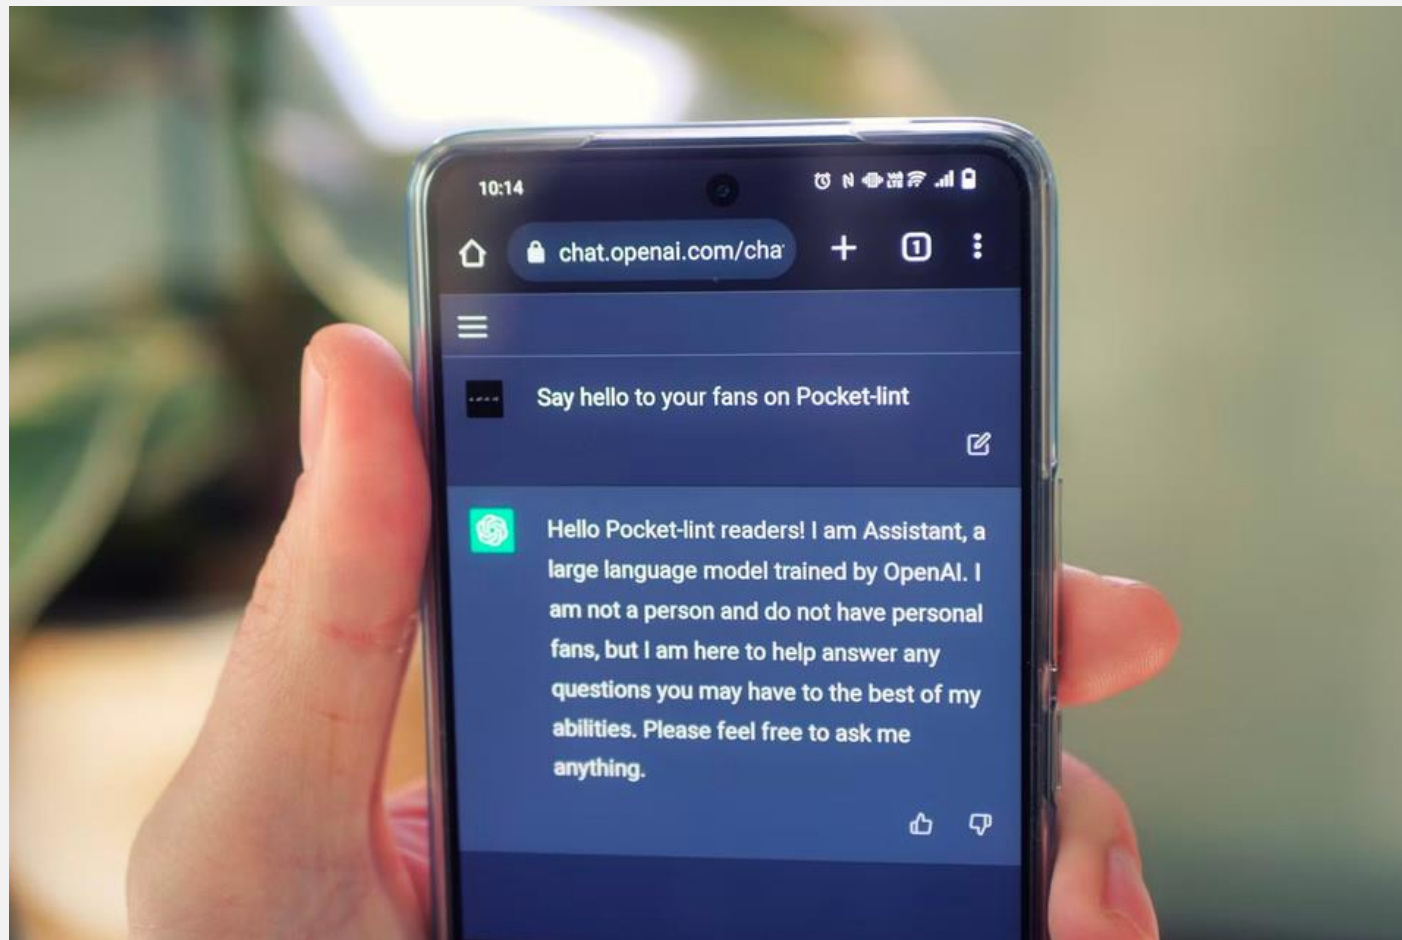 10:14
chat.openai.com/cha
1
Say hello to your fans on Pocket-lint
Hello Pocket-lint readers! I am Assistant, a
large language model trained by OpenAI. I
am not a person and do not have personal
fans, but I am here to help answer any
questions you may have to the best of my
abilities. Please feel free to ask me
anything.